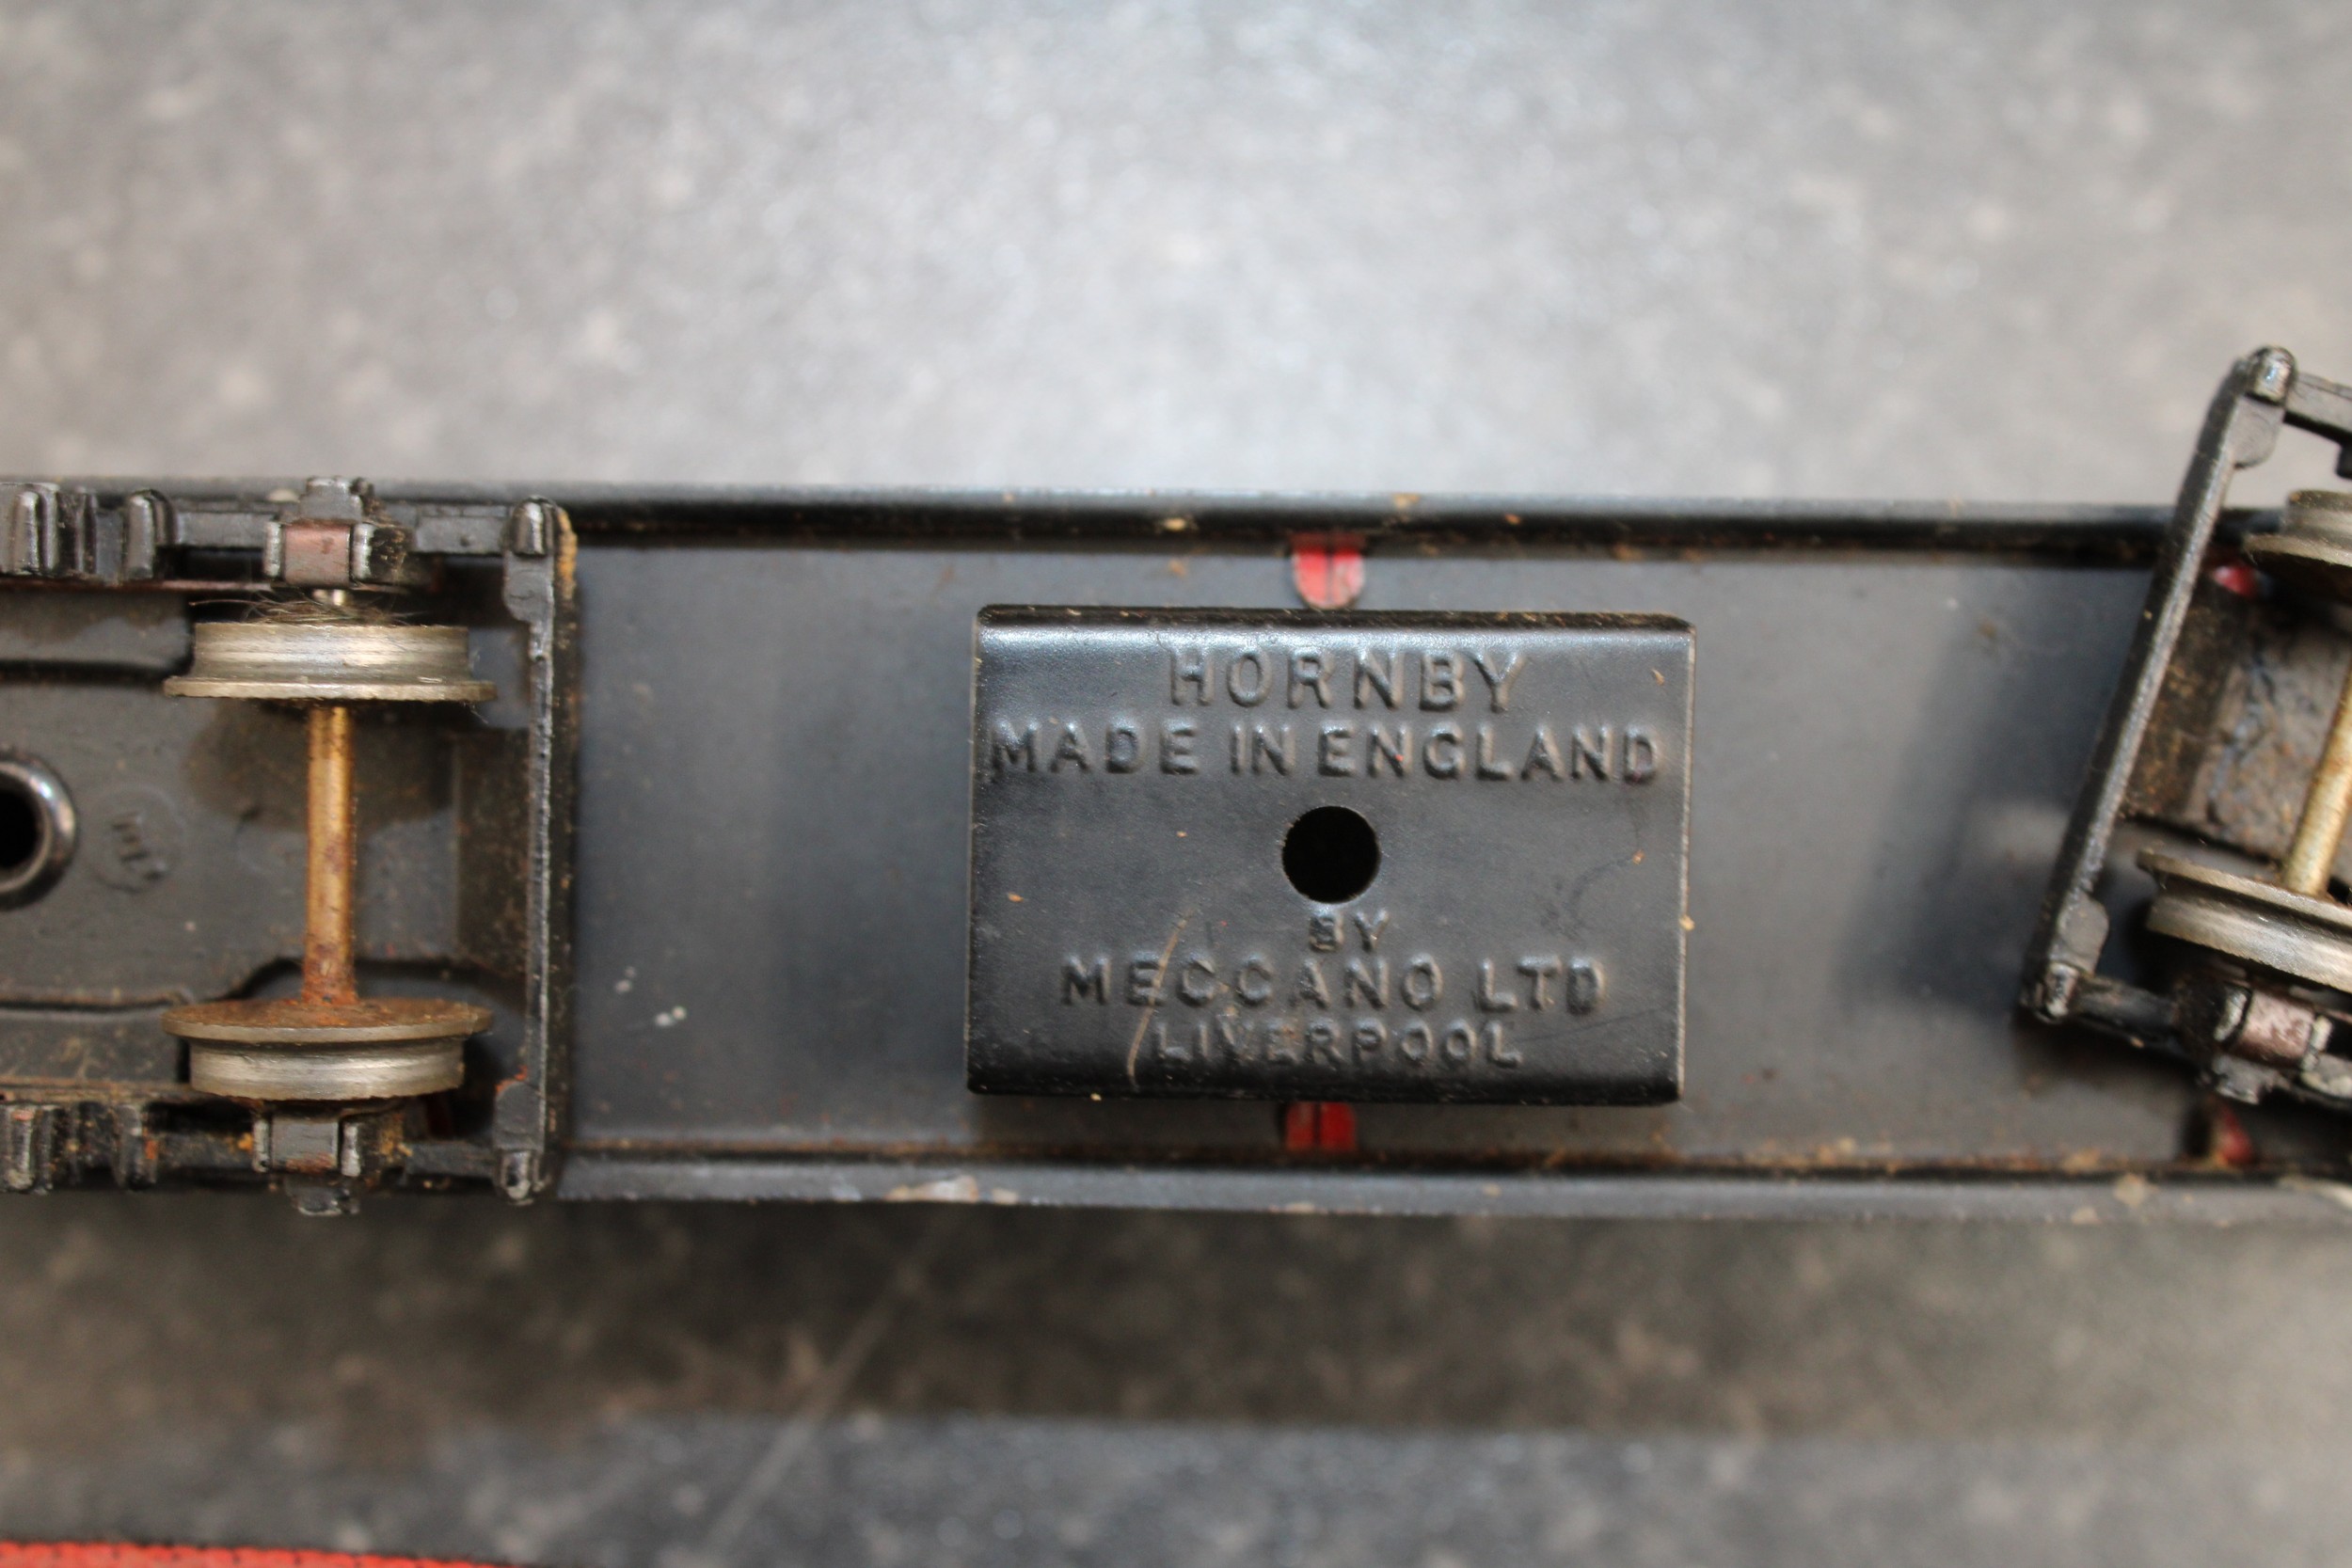 HORNBY
MADE IN ENGLAND
BY
MECCANO LTD
LIVERPOOL